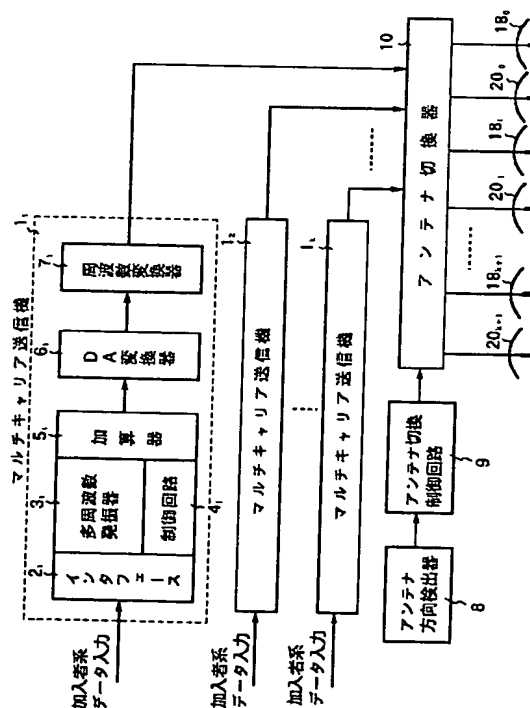 マルチキャリア送信機
1₁
加入者系
データ入力
2₁
インタフェース
3₁
多周波数
発振器
制御回路
4₁
5₁
加算器
6₁
DA変換器
7₁
周波数変換器
加入者系
データ入力
マルチキャリア送信機
1₂
加入者系
データ入力
マルチキャリア送信機
1ₖ
アンテナ
方向検出器
8
アンテナ切換
制御回路
9
アンテナ切換器
10
18₀
20₀
18₁
20₁
18ₖ₊₁
20ₖ₊₁